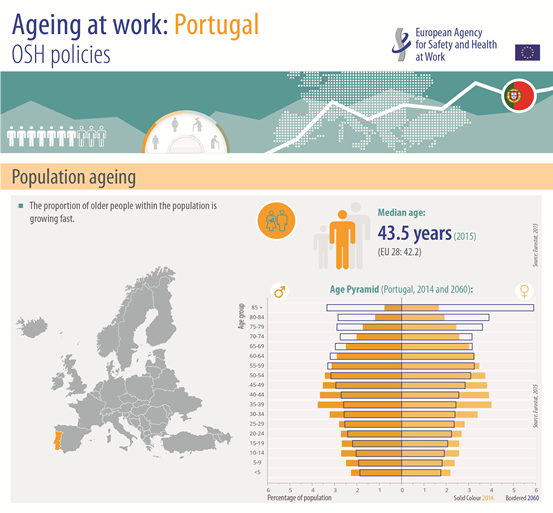 Ageing at work: Portugal
OSH policies
European Agency
for Safety and Health
at Work
Population ageing
The proportion of older people within the population is
growing fast.
Median age:
43.5 years (2015)
(EU 28: 42.2)
Source: Eurostat, 2015
Age Pyramid (Portugal, 2014 and 2060):
Age group
85 +
80-84
75-79
70-74
65-69
60-64
55-59
50-54
45-49
40-44
35-39
30-34
25-29
20-24
15-19
10-14
5-9
<5
Source: Eurostat, 2015
6 5 4 3 2 1 0 0 1 2 3 4 5 6
Percentage of population
Solid Colour 2014
Bordered 2060